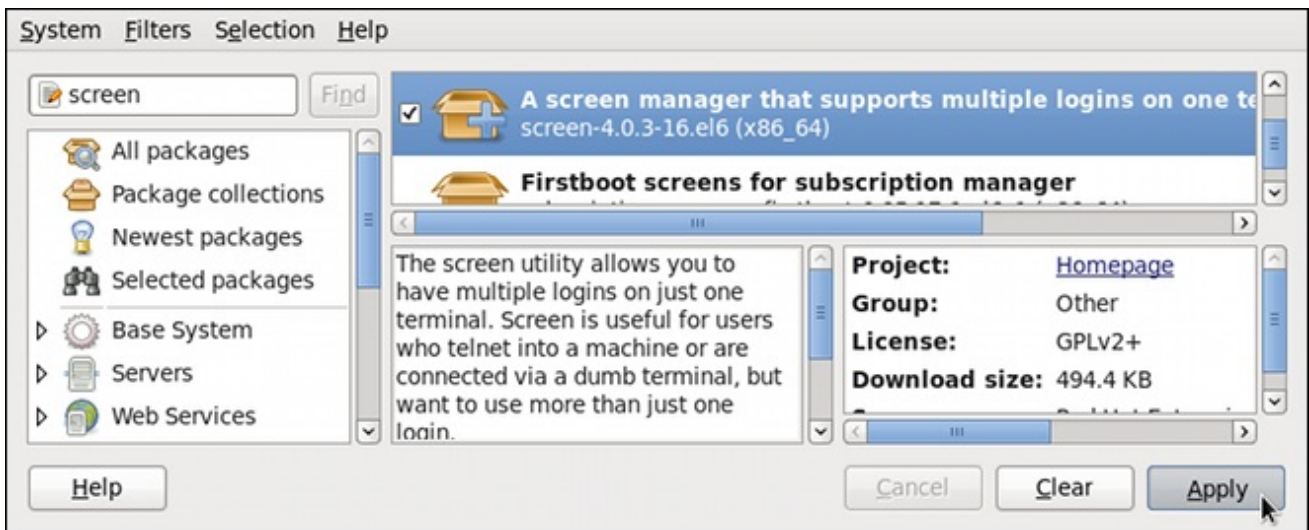 System Filters Selection Help
screen Find
All packages
Package collections
Newest packages
Selected packages
Base System
Servers
Web Services
A screen manager that supports multiple logins on one te
screen-4.0.3-16.el6 (x86_64)
Firstboot screens for subscription manager
The screen utility allows you to
have multiple logins on just one
terminal. Screen is useful for users
who telnet into a machine or are
connected via a dumb terminal, but
want to use more than just one
login.
Project: Homepage
Group: Other
License: GPLv2+
Download size: 494.4 KB
Help Cancel Clear Apply